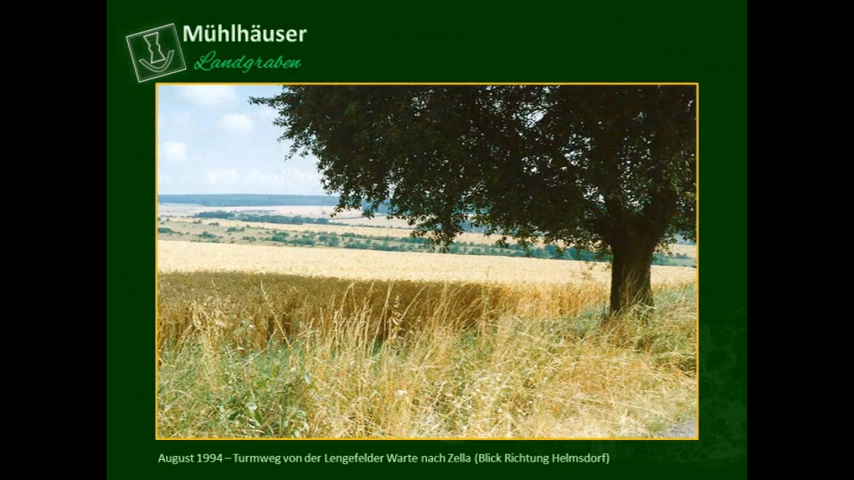 Mühlhäuser
Landgraben
August 1994 – Turmweg von der Lengefelder Warte nach Zella (Blick Richtung Helmsdorf)